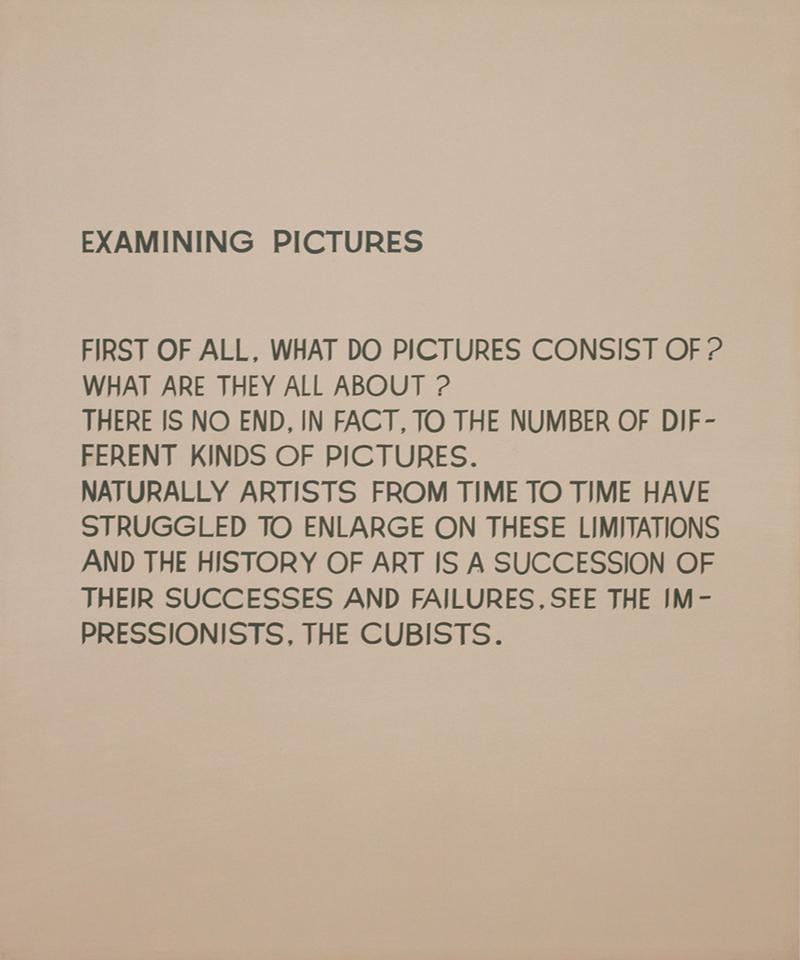 EXAMINING PICTURES
FIRST OF ALL, WHAT DO PICTURES CONSIST OF?
WHAT ARE THEY ALL ABOUT ?
THERE IS NO END, IN FACT, TO THE NUMBER OF DIF-
FERENT KINDS OF PICTURES.
NATURALLY ARTISTS FROM TIME TO TIME HAVE
STRUGGLED TO ENLARGE ON THESE LIMITATIONS
AND THE HISTORY OF ART IS A SUCCESSION OF
THEIR SUCCESSES AND FAILURES. SEE THE IM-
PRESSIONISTS, THE CUBISTS.